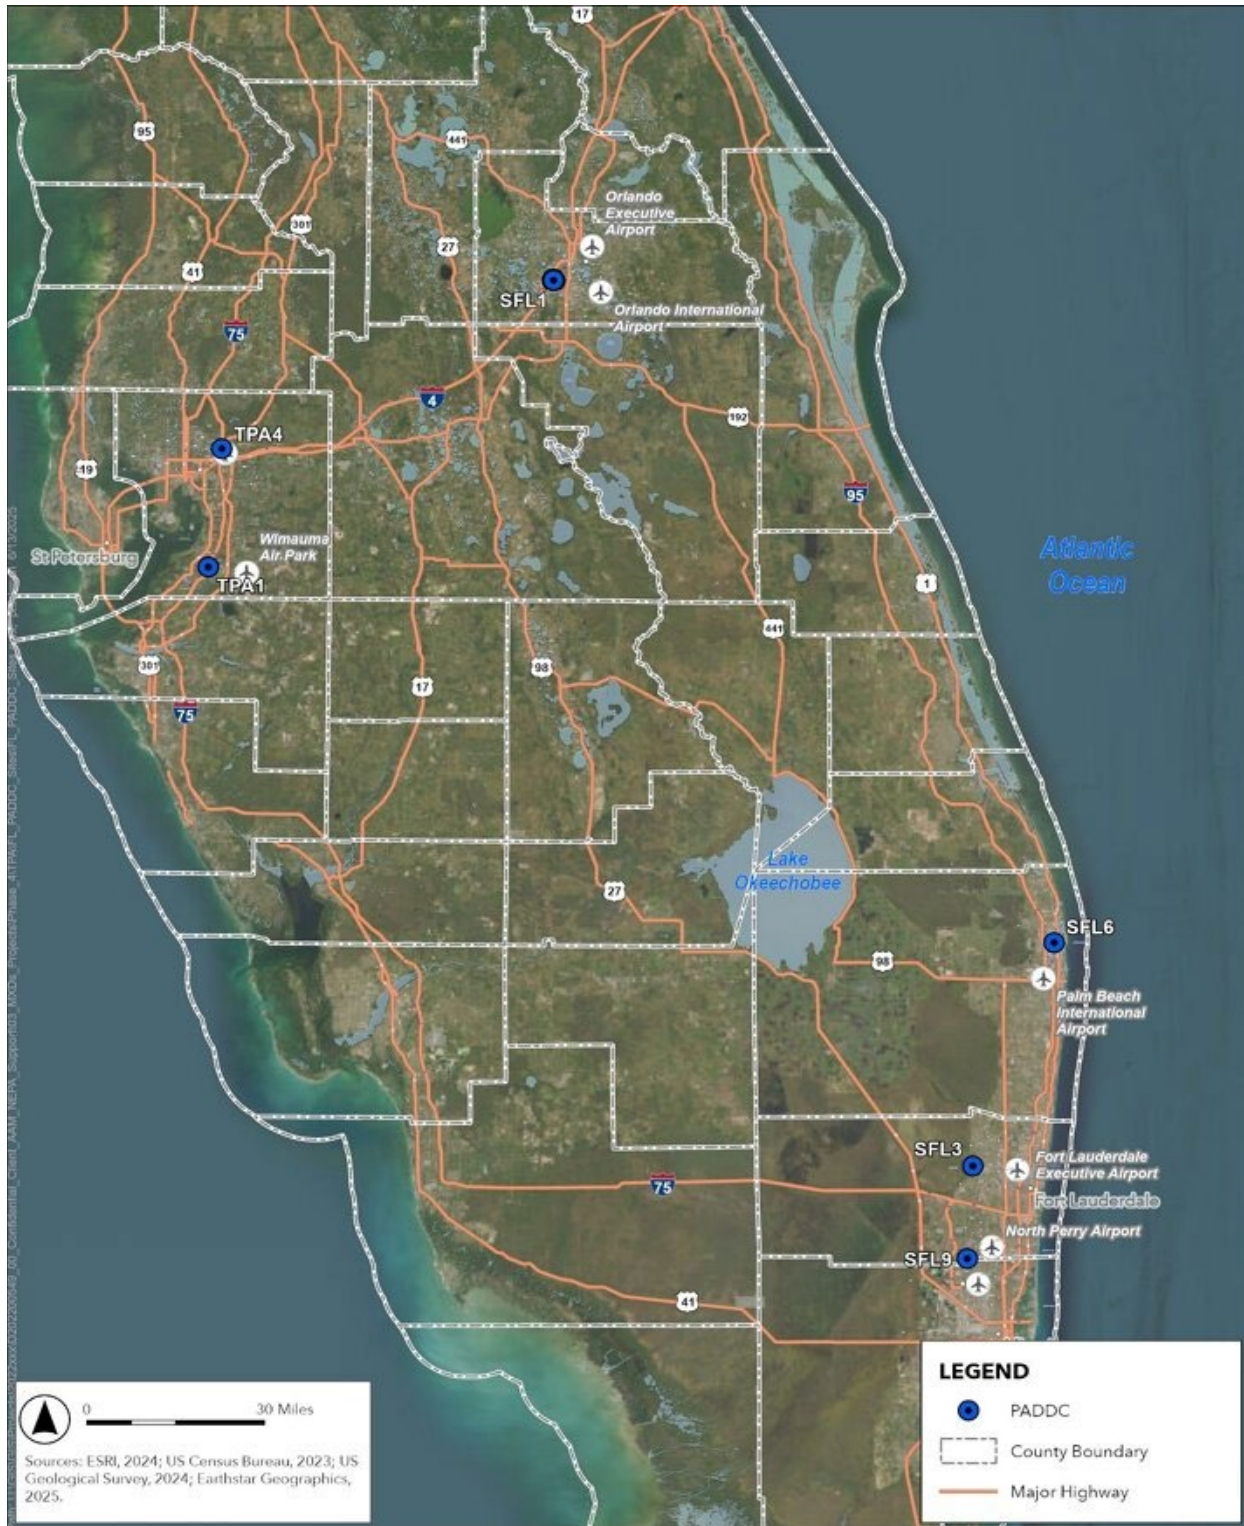 17
95
441
Orlando
Executive
Airport
301
27
41
SFL1
Orlando International
Airport
75
4
192
TPA4
19
95
Wimauma
Air Park
St Petersburg
TPA1
Atlantic
Ocean
1
441
301
98
17
75
Lake
Okeechobee
27
SFL6
98
Palm Beach
International
Airport
SFL3
Fort Lauderdale
Executive Airport
75
Fort Lauderdale
North Perry Airport
SFL9
41
LEGEND
PADDC
County Boundary
Major Highway
0 30 Miles
Sources: ESRI, 2024; US Census Bureau, 2023; US
Geological Survey, 2024; Earthstar Geographics,
2025.